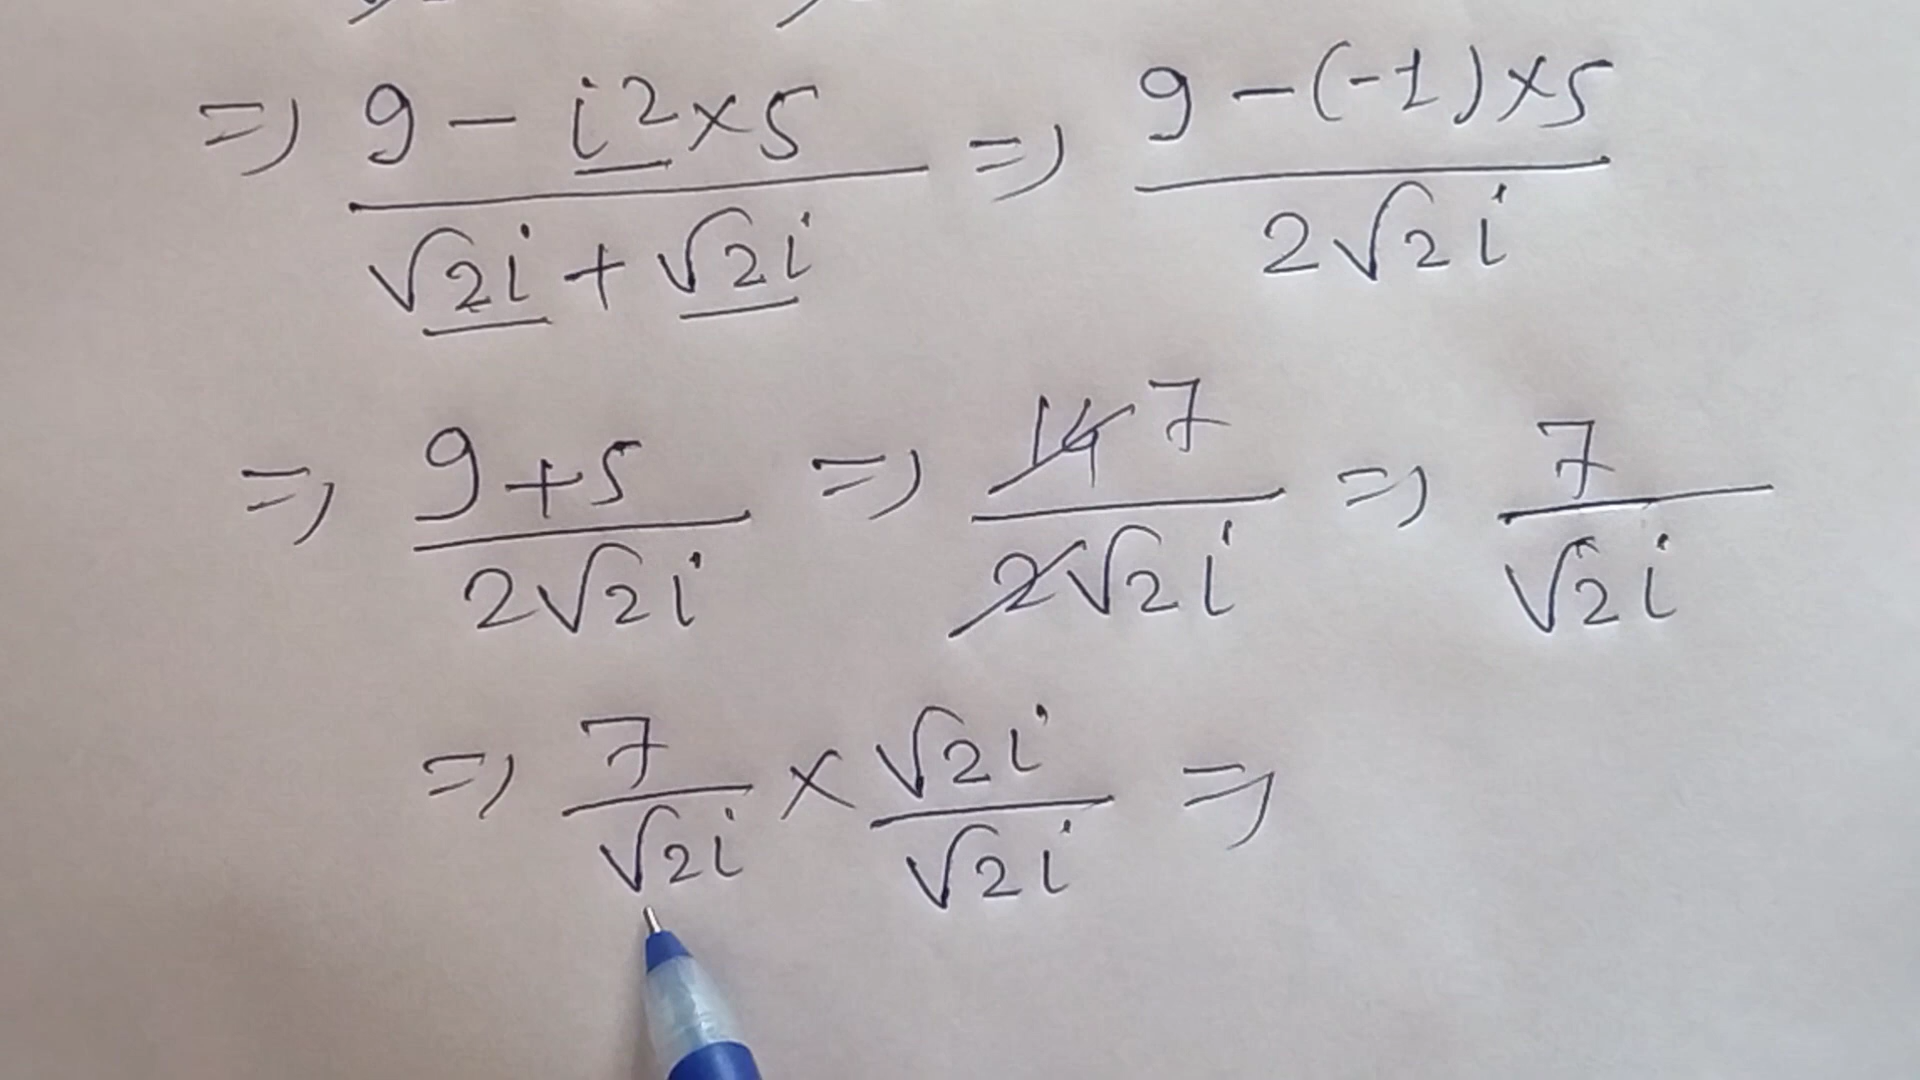 => 9 - i²×5 / √2i + √2i => 9 - (-1)×5 / 2√2i
=> 9+5 / 2√2i => 14 7 / 2√2i => 7 / √2i
=> 7 / √2i × √2i / √2i =>